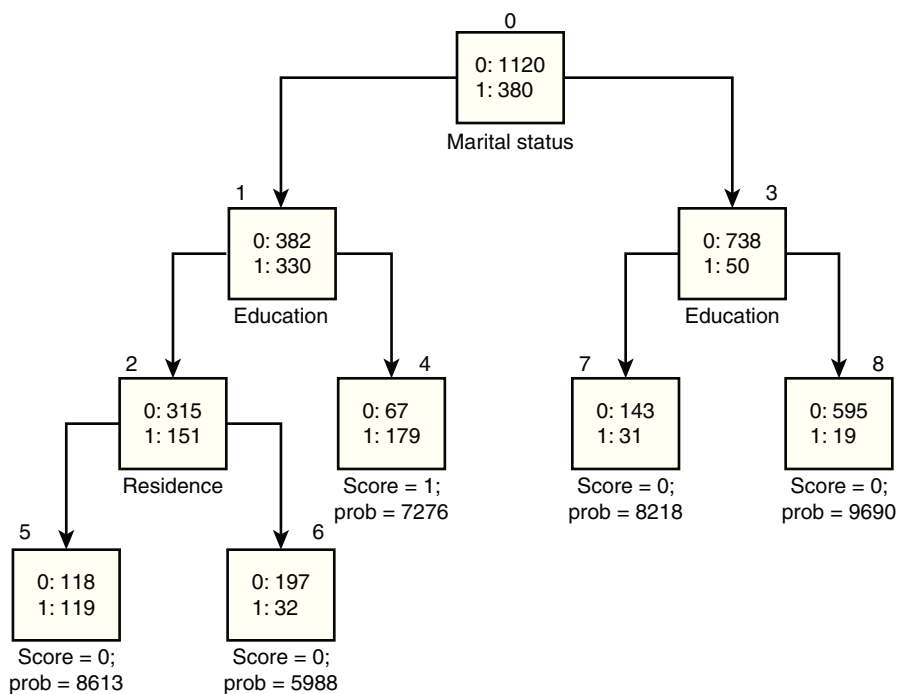 0
0: 1120
1: 380
Marital status
1
0: 382
1: 330
Education
3
0: 738
1: 50
Education
2
0: 315
1: 151
Residence
4
0: 67
1: 179
Score = 1;
prob = 7276
7
0: 143
1: 31
Score = 0;
prob = 8218
8
0: 595
1: 19
Score = 0;
prob = 9690
5
0: 118
1: 119
Score = 0;
prob = 8613
6
0: 197
1: 32
Score = 0;
prob = 5988